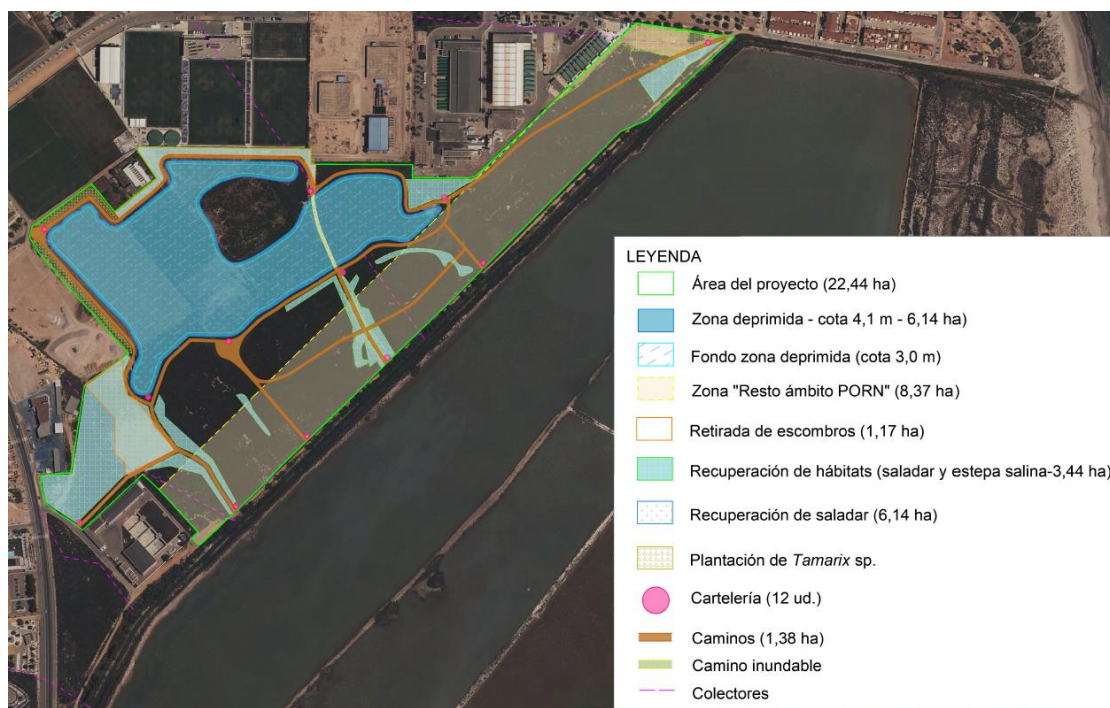 LEYENDA
Área del proyecto (22,44 ha)
Zona deprimida - cota 4,1 m - 6,14 ha)
Fondo zona deprimida (cota 3,0 m)
Zona "Resto ámbito PORN" (8,37 ha)
Retirada de escombros (1,17 ha)
Recuperación de hábitats (saladar y estepa salina-3,44 ha)
Recuperación de saladar (6,14 ha)
Plantación de Tamarix sp.
Cartelería (12 ud.)
Caminos (1,38 ha)
Camino inundable
Colectores